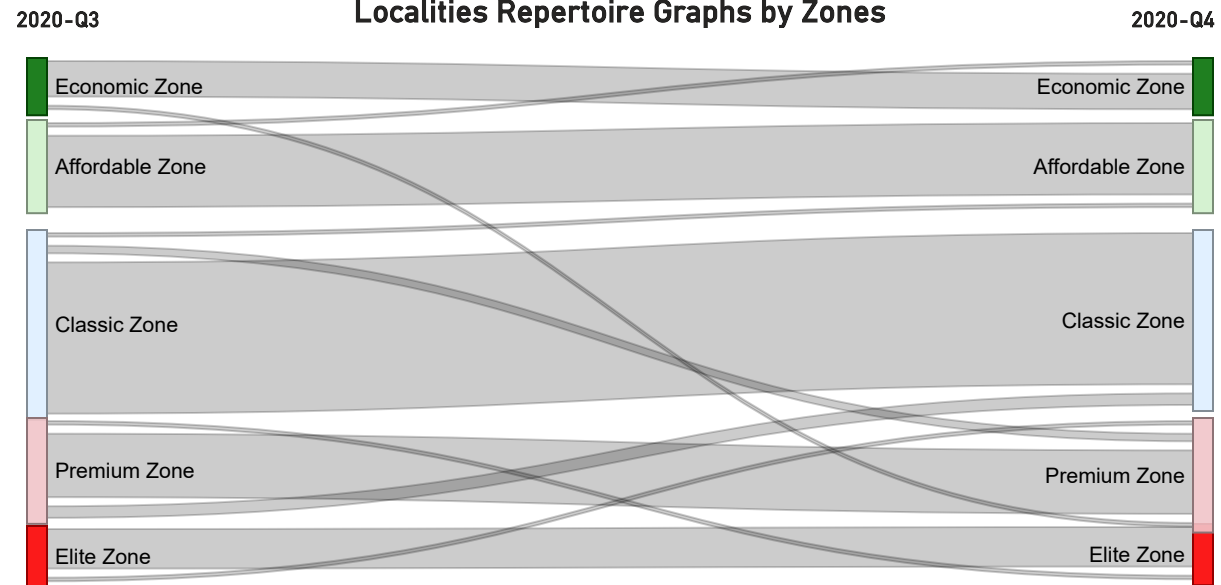 Localities Repertoire Graphs by Zones
2020-Q3 2020-Q4
Economic Zone Economic Zone
Affordable Zone Affordable Zone
Classic Zone Classic Zone
Premium Zone Premium Zone
Elite Zone Elite Zone